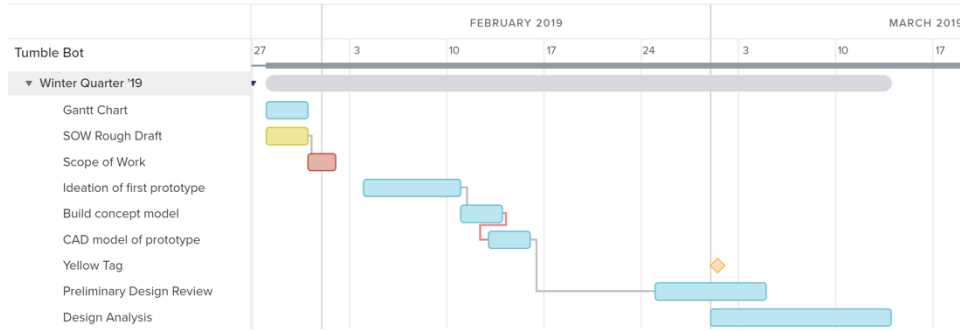 FEBRUARY 2019 MARCH 2019
Tumble Bot 27 3 10 17 24 3 10 17
Winter Quarter '19
Gantt Chart
SOW Rough Draft
Scope of Work
Ideation of first prototype
Build concept model
CAD model of prototype
Yellow Tag
Preliminary Design Review
Design Analysis